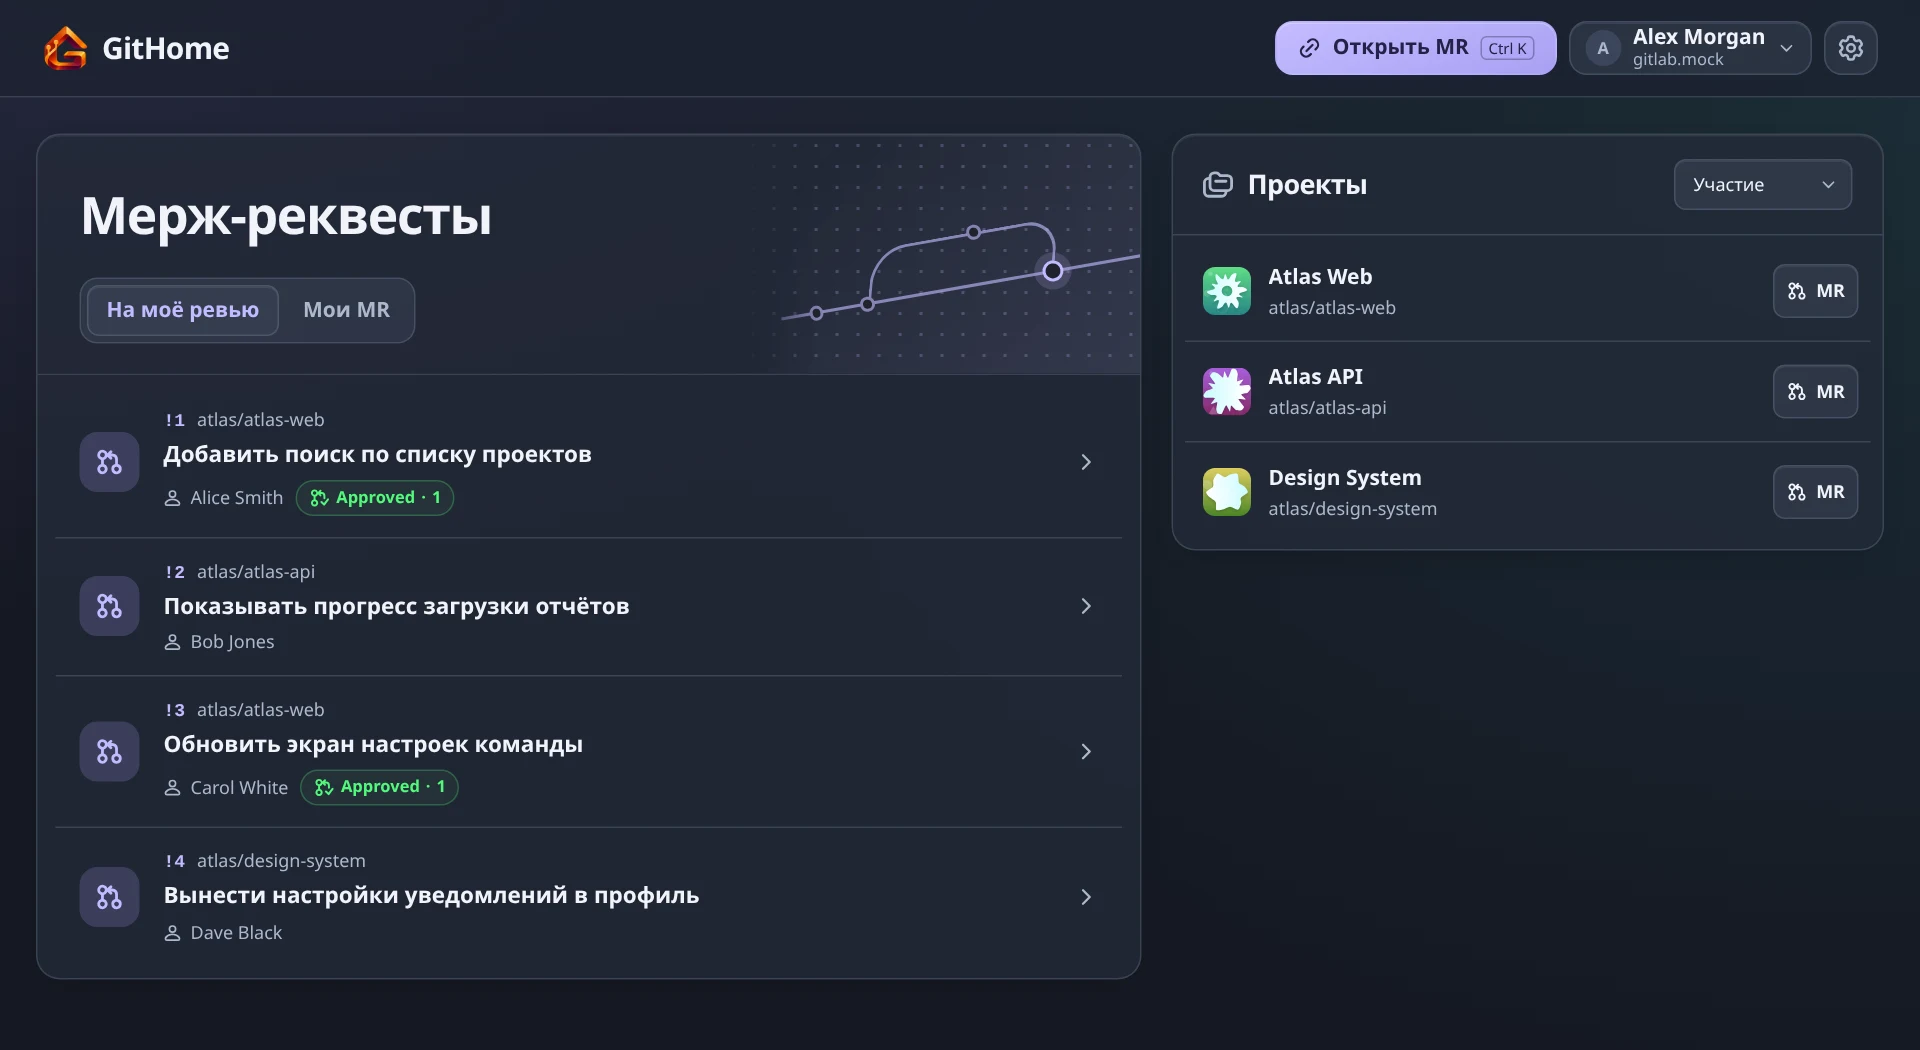 GitHome
Открыть MR Ctrl K
A
Alex Morgan
gitlab.mock
Мерж-реквесты
На моё ревью Мои MR
!1 atlas/atlas-web
Добавить поиск по списку проектов
Alice Smith Approved · 1
!2 atlas/atlas-api
Показывать прогресс загрузки отчётов
Bob Jones
!3 atlas/atlas-web
Обновить экран настроек команды
Carol White Approved · 1
!4 atlas/design-system
Вынести настройки уведомлений в профиль
Dave Black
Проекты Участие
Atlas Web
atlas/atlas-web
MR
Atlas API
atlas/atlas-api
MR
Design System
atlas/design-system
MR